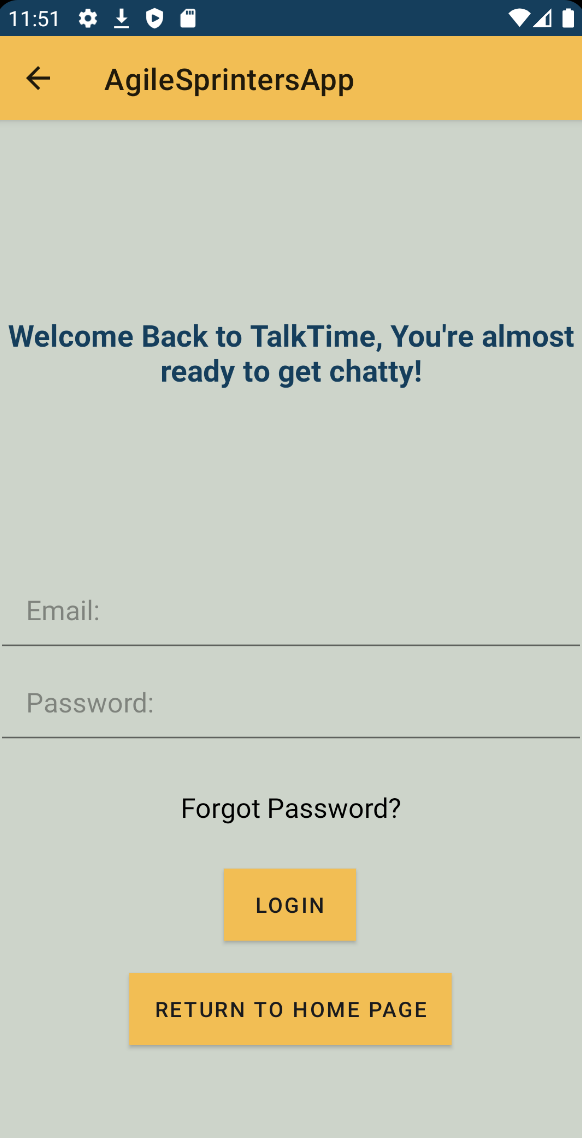 11:51
AgileSprintersApp
Welcome Back to TalkTime, You're almost
ready to get chatty!
Email:
Password:
Forgot Password?
LOGIN
RETURN TO HOME PAGE